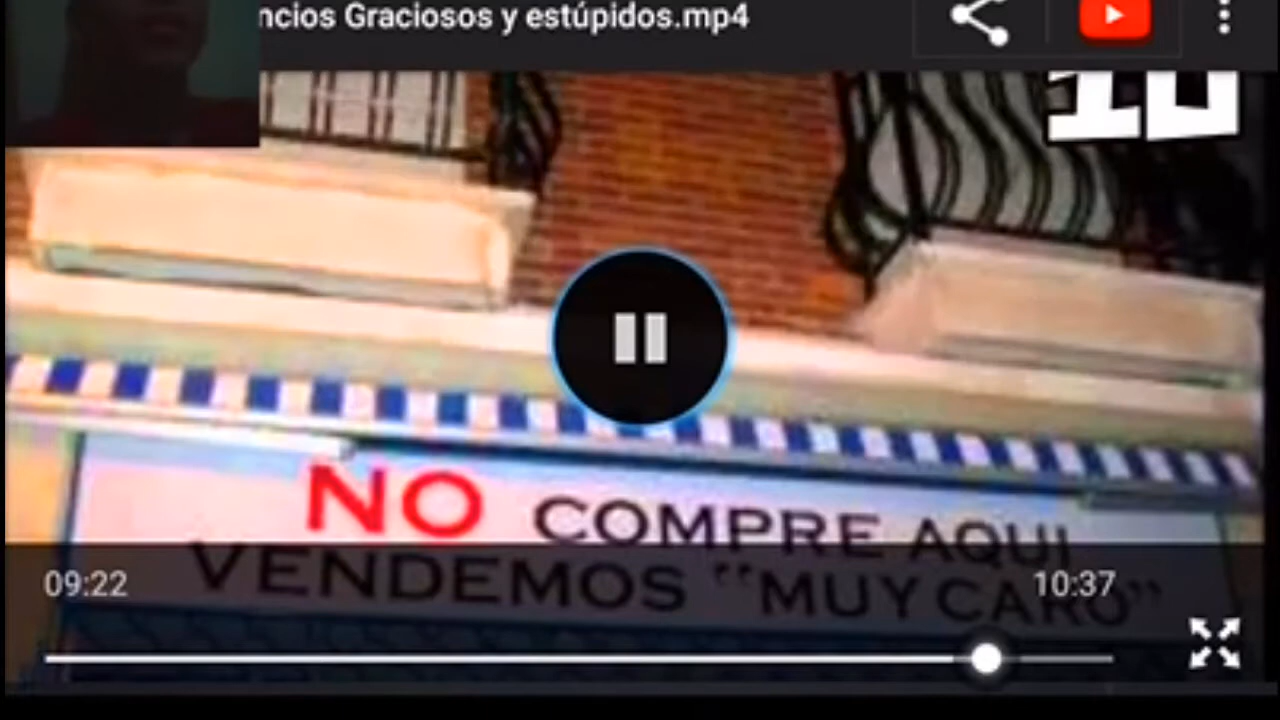 ncios Graciosos y estúpidos.mp4
10
NO COMPRE AQUI
VENDEMOS "MUY CARO"
09:22
10:37